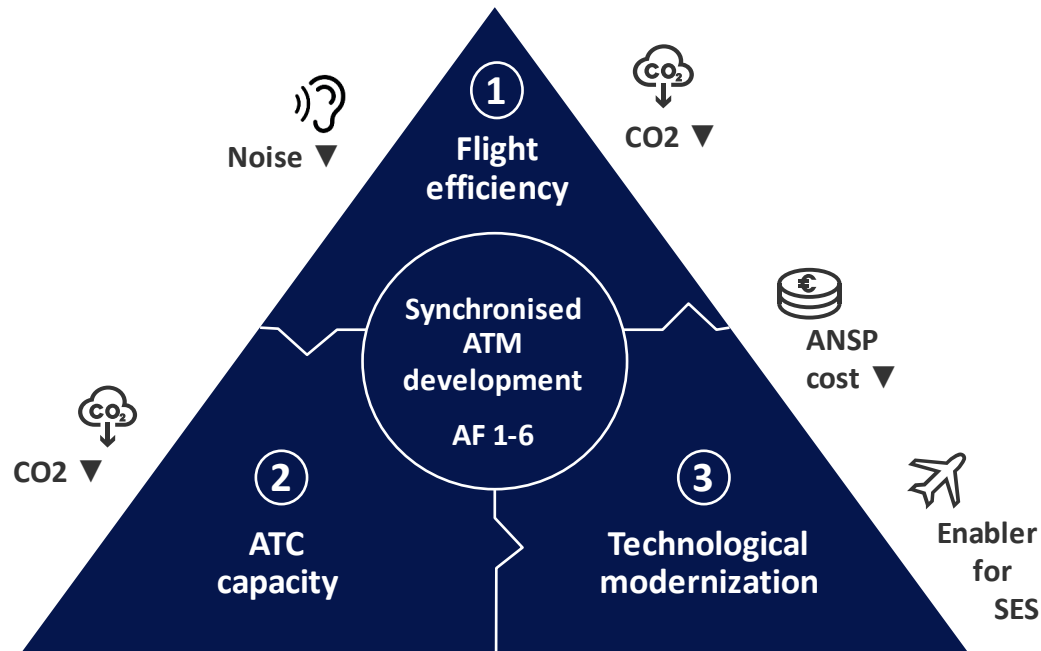 1
Flight
efficiency
Noise ▼
CO2
CO2 ▼
Synchronised
ATM
development
AF 1-6
€
ANSP
cost ▼
CO2
CO2 ▼
2
ATC
capacity
3
Technological
modernization
Enabler
for
SES